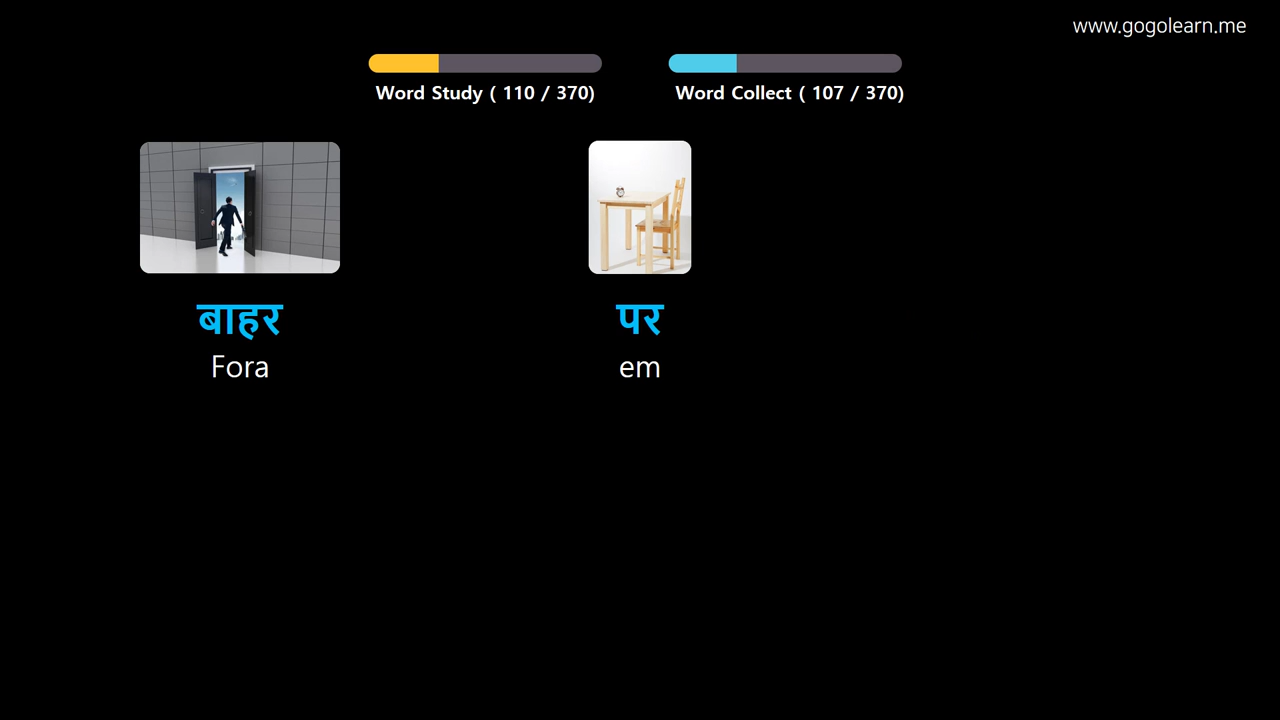 www.gogolearn.me
Word Study ( 110 / 370)
Word Collect ( 107 / 370)
बाहर
पर
Fora
em